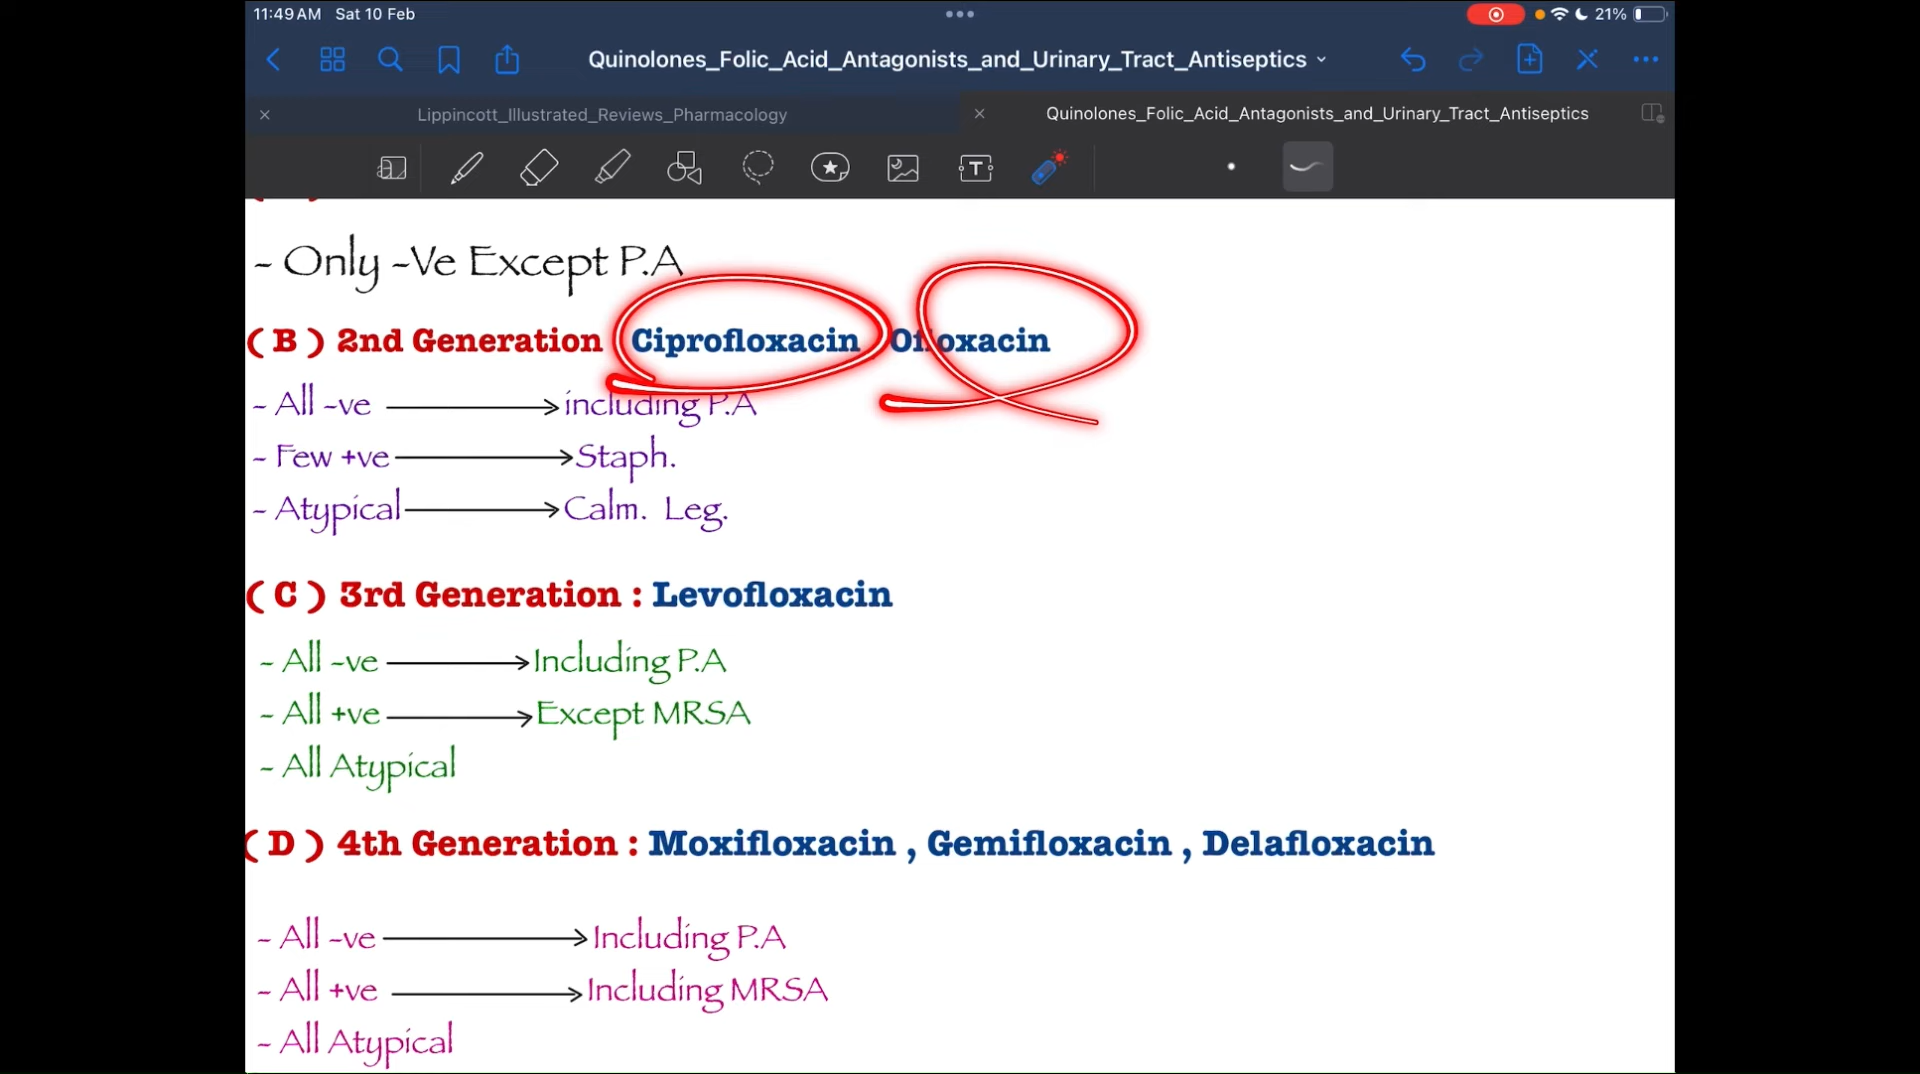 11:49 AM Sat 10 Feb
21%
Quinolones_Folic_Acid_Antagonists_and_Urinary_Tract_Antiseptics
Lippincott_Illustrated_Reviews_Pharmacology
Quinolones_Folic_Acid_Antagonists_and_Urinary_Tract_Antiseptics
- Only -Ve Except P.A
( B ) 2nd Generation Ciprofloxacin Ofloxacin
- All -ve including P.A
- Few +ve Staph.
- Atypical Calm. Leg.
( C ) 3rd Generation : Levofloxacin
- All -ve Including P.A
- All +ve Except MRSA
- All Atypical
( D ) 4th Generation : Moxifloxacin , Gemifloxacin , Delafloxacin
- All -ve Including P.A
- All +ve Including MRSA
- All Atypical